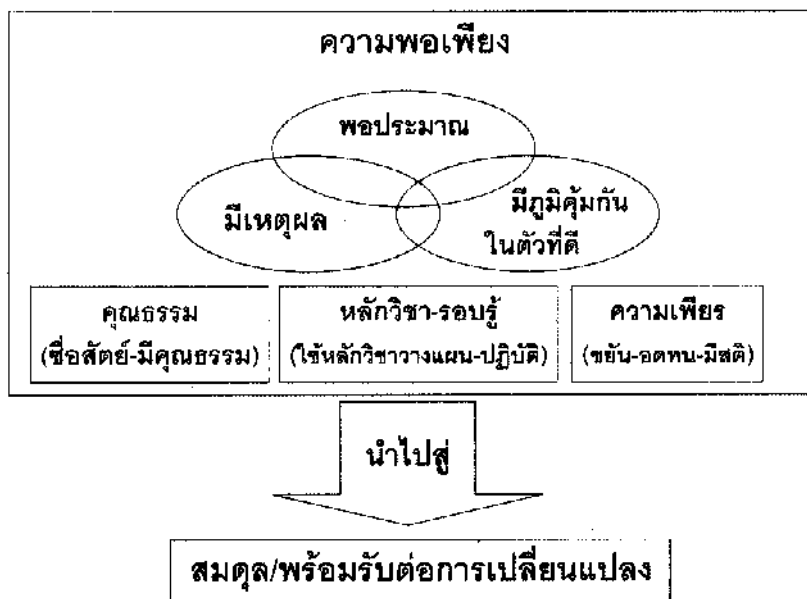 ความพอเพียง
พอประมาณ
มีเหตุผล
มีภูมิคุ้มกัน
ในตัวที่ดี
คุณธรรม
(ซื่อสัตย์-มีคุณธรรม)
หลักวิชา-รอบรู้
(ใช้หลักวิชาวางแผน-ปฏิบัติ)
ความเพียร
(ขยัน-อดทน-มีสติ)
นำไปสู่
สมดุล/พร้อมรับต่อการเปลี่ยนแปลง